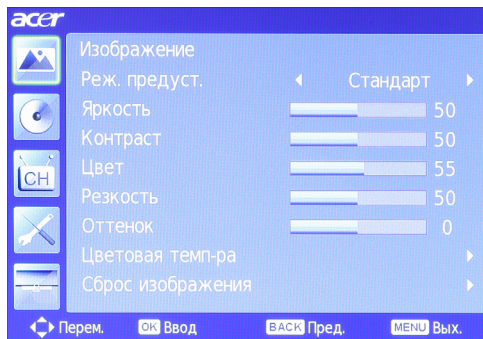 acer
Изображение
Реж. предуст. Стандарт
Яркость 50
Контраст 50
Цвет 55
CH
Резкость 50
Оттенок 0
Цветовая темп-ра
Сброс изображения
Перем. OK Ввод BACK Пред. MENU Вых.